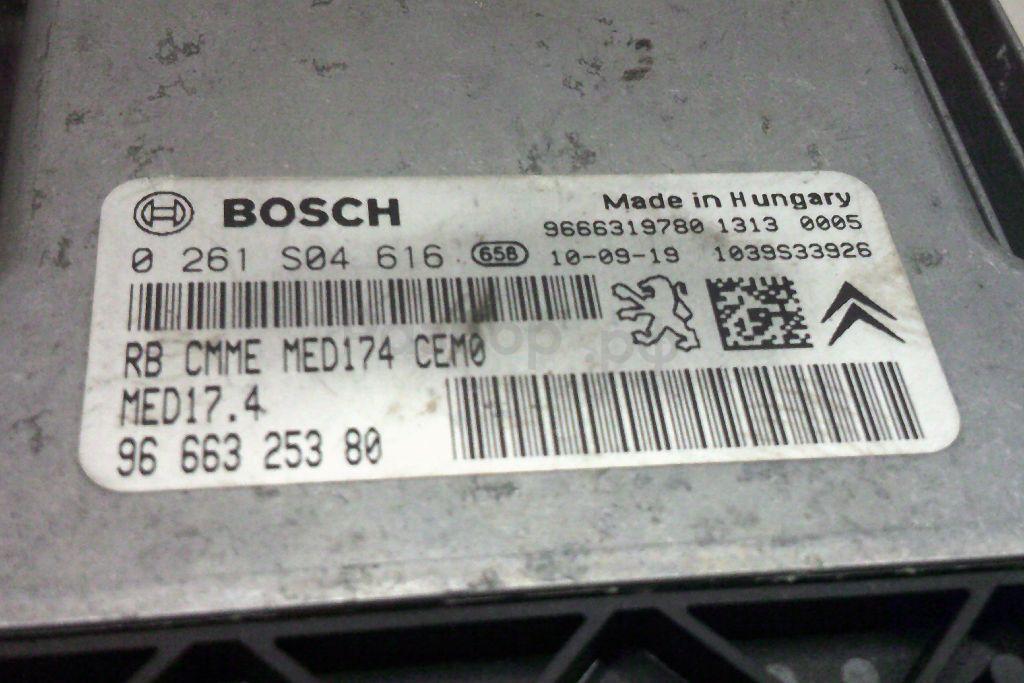 BOSCH
Made in Hungary
9666319780 1313 0005
0 261 S04 616 658 10-09-19 1039S33926
RB CMME MED174 CEM0
MED17.4
96 663 253 80